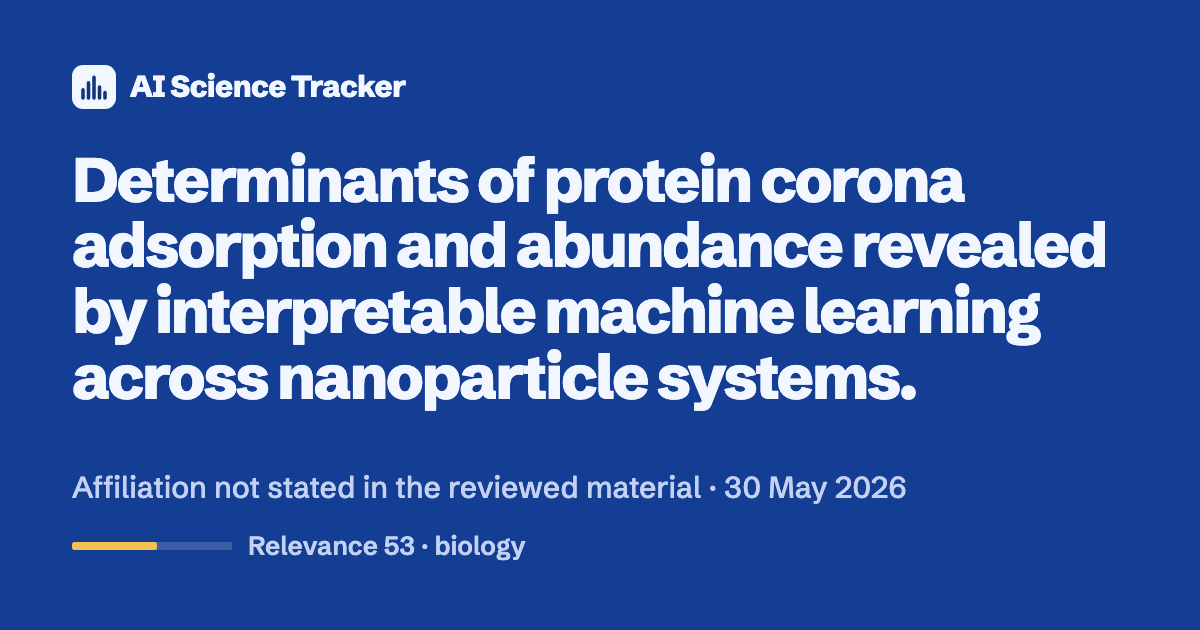 AI Science Tracker
Determinants of protein corona
adsorption and abundance revealed
by interpretable machine learning
across nanoparticle systems.
Affiliation not stated in the reviewed material · 30 May 2026
Relevance 53 · biology